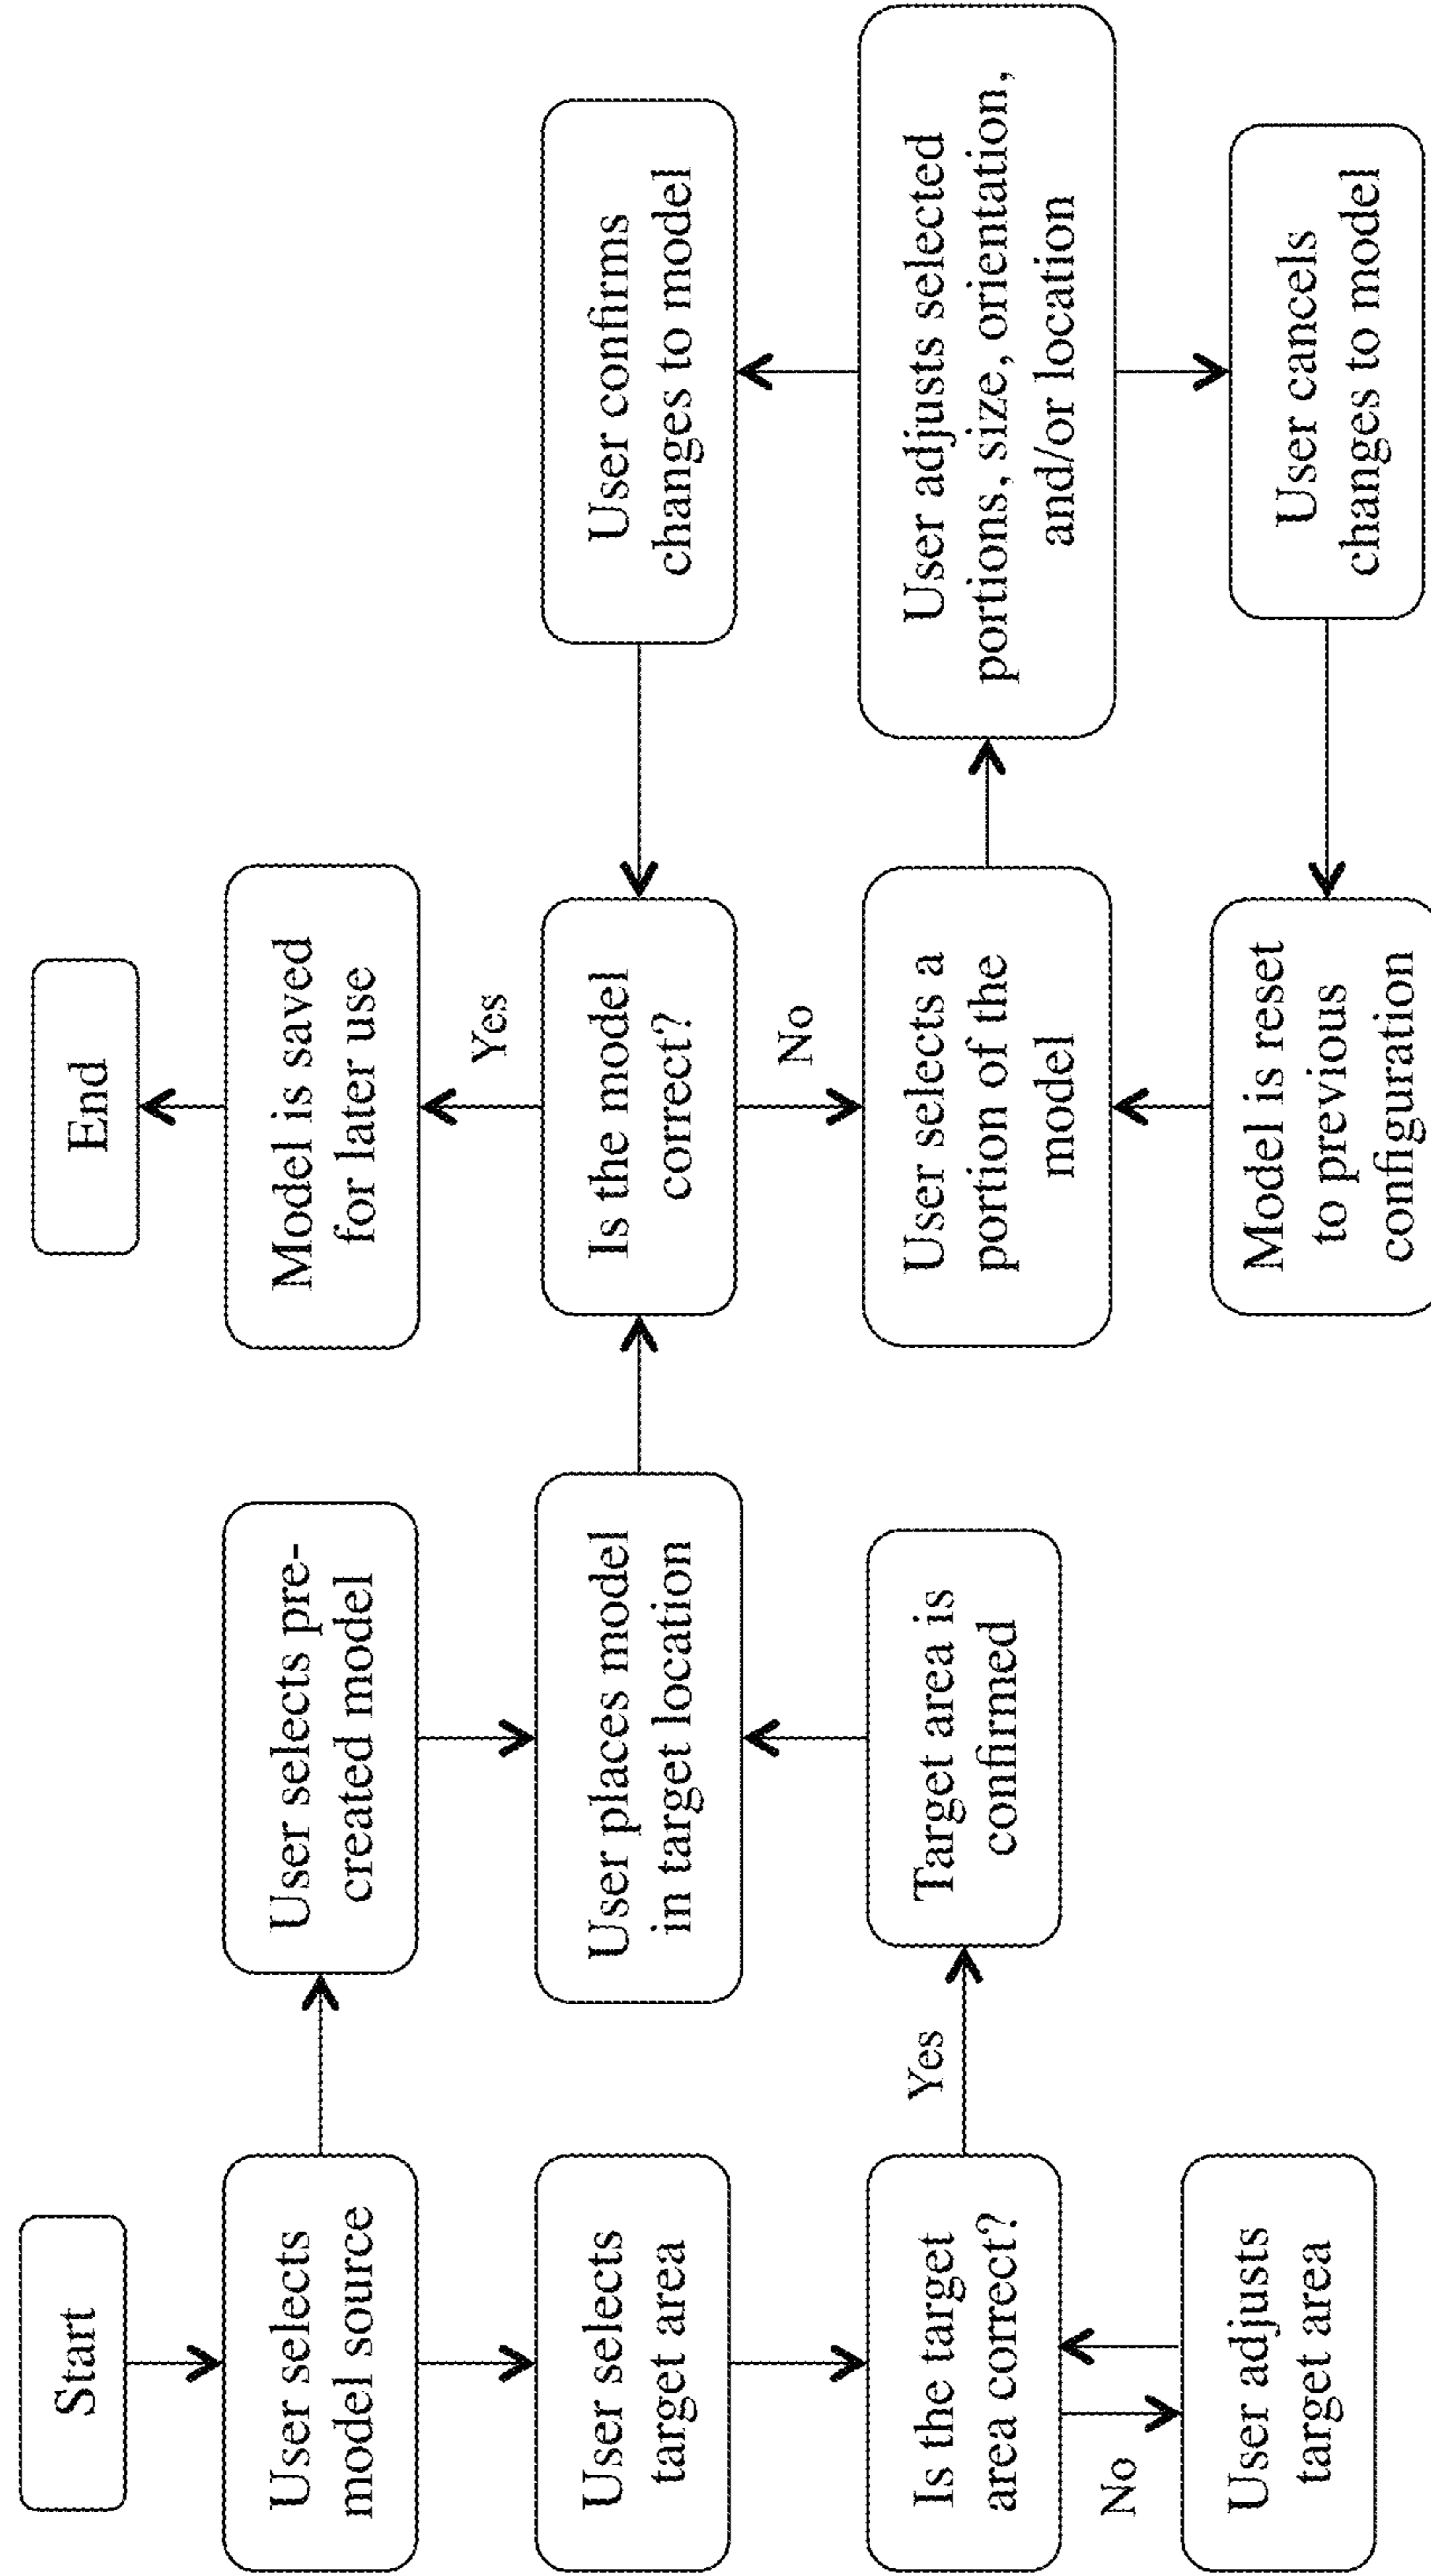 Start
User selects
model source
User selects
target area
Is the target
area correct?
No
User adjusts
target area
Yes
User selects pre-
created model
User places model
in target location
Target area is
confirmed
End
Model is saved
for later use
Yes
Is the model
correct?
No
User selects a
portion of the
model
Model is reset
to previous
configuration
User confirms
changes to model
User adjusts selected
portions, size, orientation,
and/or location
User cancels
changes to model